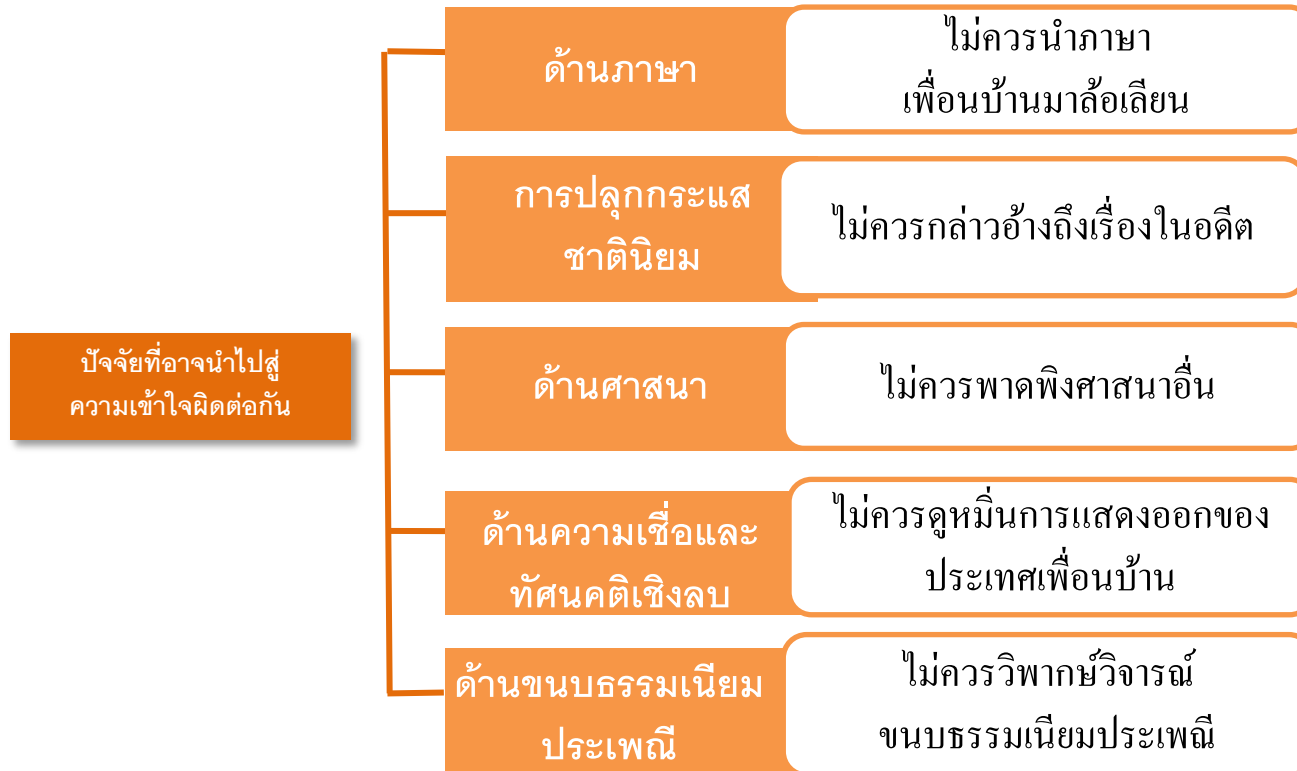 ปัจจัยที่อาจนำไปสู่
ความเข้าใจผิดต่อกัน
ด้านภาษา
ไม่ควรนำภาษา
เพื่อนบ้านมาล้อเลียน
การปลุกกระแส
ชาตินิยม
ไม่ควรกล่าวอ้างถึงเรื่องในอดีต
ด้านศาสนา
ไม่ควรพาดพิงศาสนาอื่น
ด้านความเชื่อและ
ทัศนคติเชิงลบ
ไม่ควรดูหมิ่นการแสดงออกของ
ประเทศเพื่อนบ้าน
ด้านขนบธรรมเนียม
ประเพณี
ไม่ควรวิพากษ์วิจารณ์
ขนบธรรมเนียมประเพณี